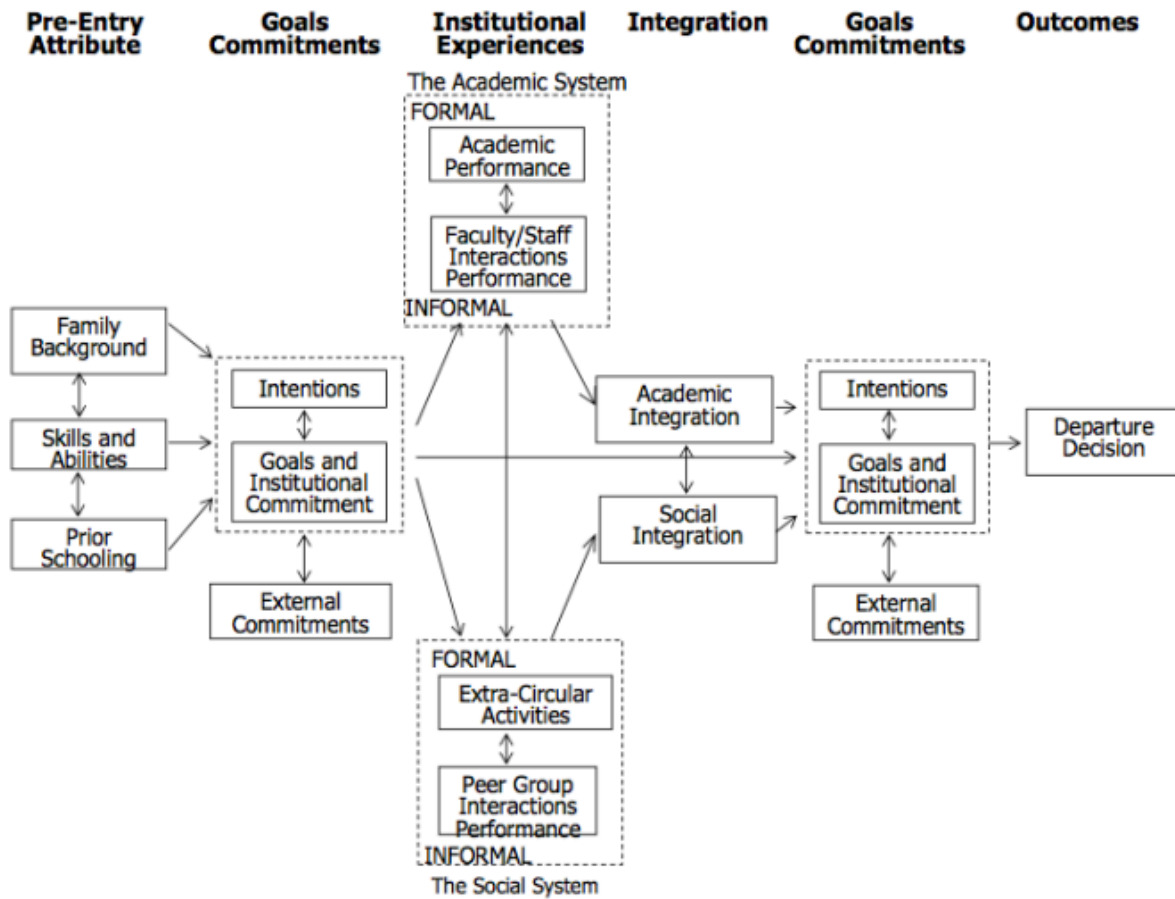 Pre-Entry
Attribute
Goals
Commitments
Institutional
Experiences
Integration
Goals
Commitments
Outcomes
The Academic System
FORMAL
Academic
Performance
Faculty/Staff
Interactions
Performance
INFORMAL
Family
Background
Skills and
Abilities
Prior
Schooling
Intentions
Goals and
Institutional
Commitment
External
Commitments
Academic
Integration
Social
Integration
Intentions
Goals and
Institutional
Commitment
External
Commitments
Departure
Decision
FORMAL
Extra-Circular
Activities
Peer Group
Interactions
Performance
INFORMAL
The Social System